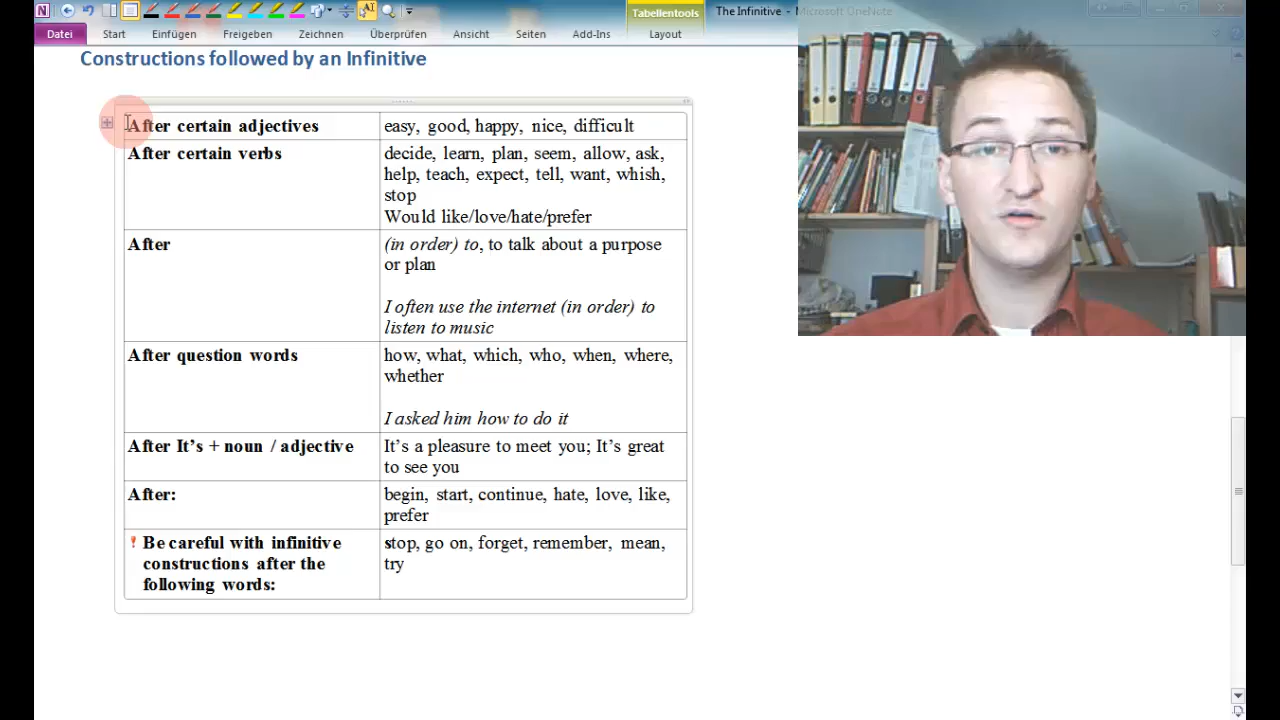 Tabellentools
The Infinitive - Microsoft OneNote
Datei Start Einfügen Freigeben Zeichnen Überprüfen Ansicht Seiten Add-Ins Layout
Constructions followed by an Infinitive
After certain adjectives
easy, good, happy, nice, difficult
After certain verbs
decide, learn, plan, seem, allow, ask,
help, teach, expect, tell, want, whish,
stop
Would like/love/hate/prefer
After
(in order) to, to talk about a purpose
or plan
I often use the internet (in order) to
listen to music
After question words
how, what, which, who, when, where,
whether
I asked him how to do it
After It's + noun / adjective
It's a pleasure to meet you; It's great
to see you
After:
begin, start, continue, hate, love, like,
prefer
Be careful with infinitive
constructions after the
following words:
stop, go on, forget, remember, mean,
try